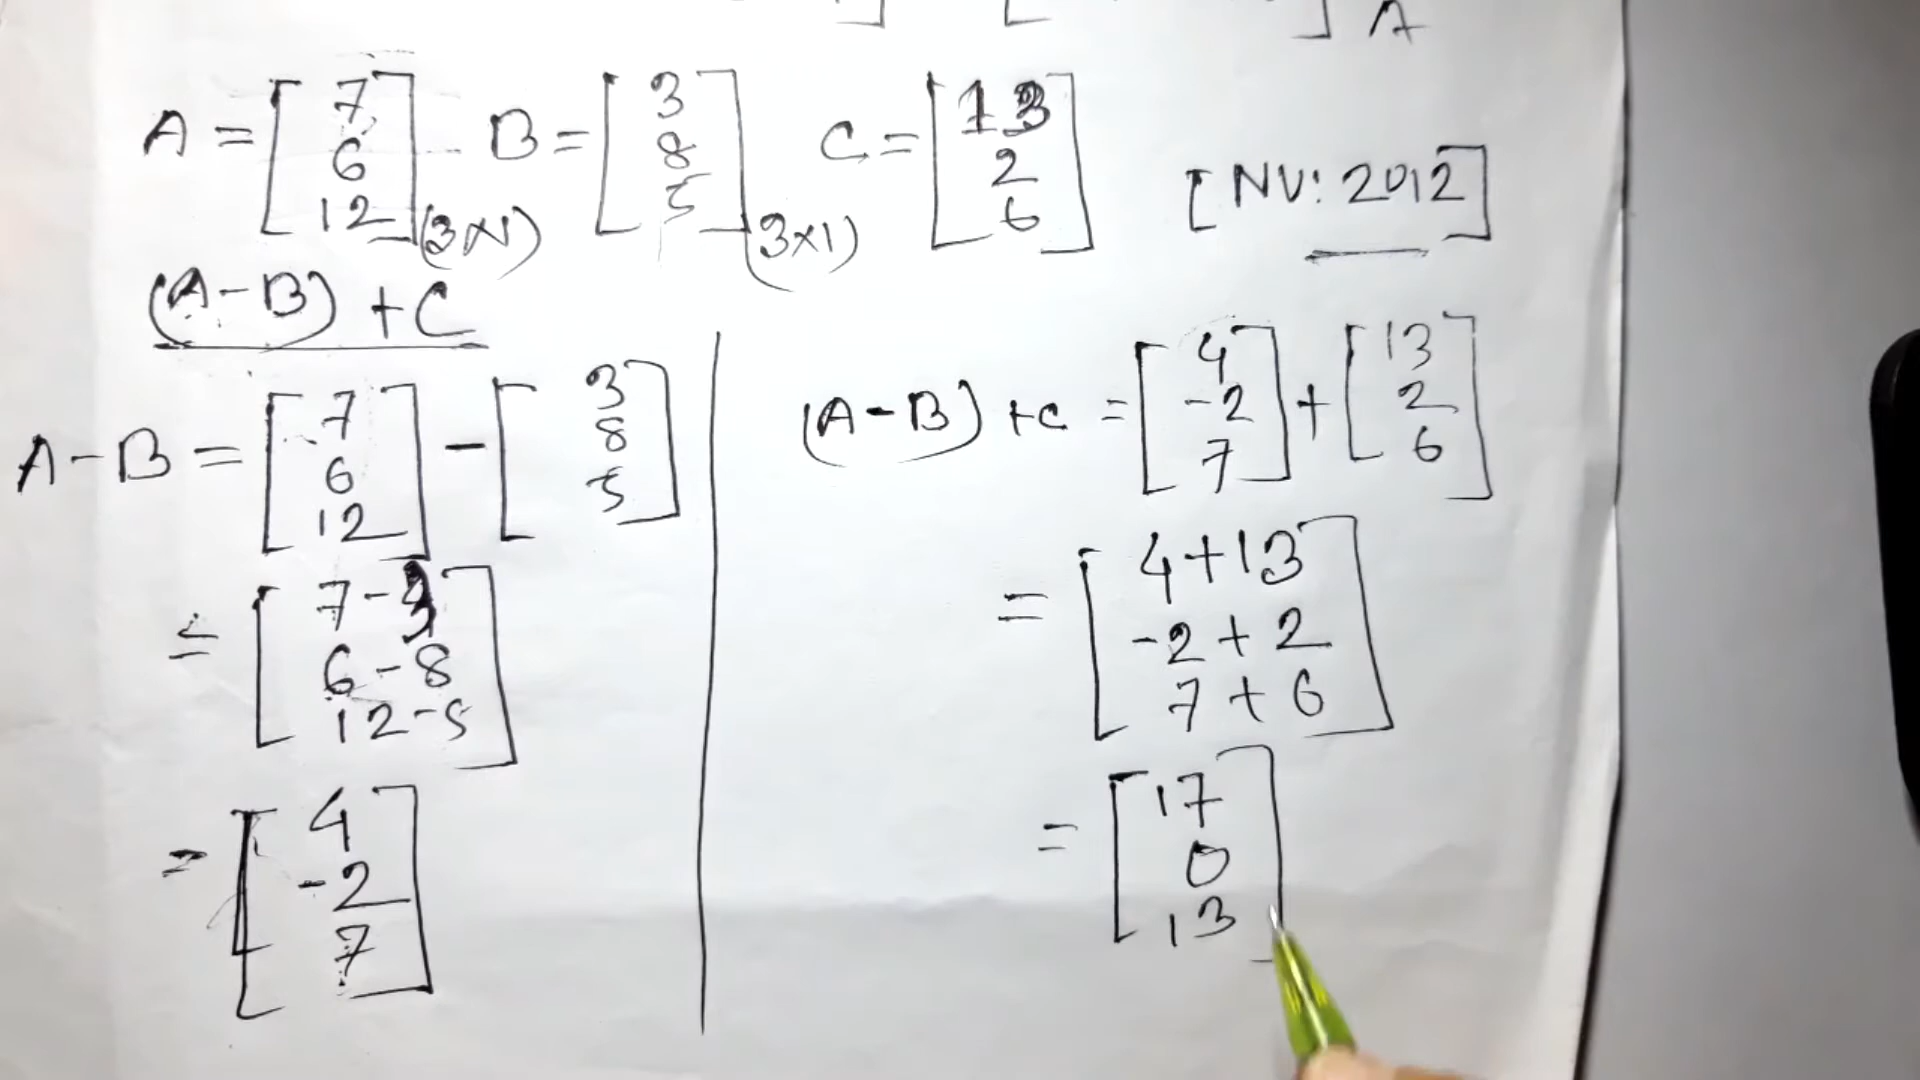 A
A = [ 7 6 12 ] (3×1) B = [ 3 8 5 ] (3×1) C = [ 13 2 6 ] [NU: 2012]
(A-B) + C
A-B = [ 7 6 12 ] - [ 3 8 5 ]
= [ 7-3 6-8 12-5 ]
= [ 4 -2 7 ]
(A-B) + C = [ 4 -2 7 ] + [ 13 2 6 ]
= [ 4+13 -2+2 7+6 ]
= [ 17 0 13 ]